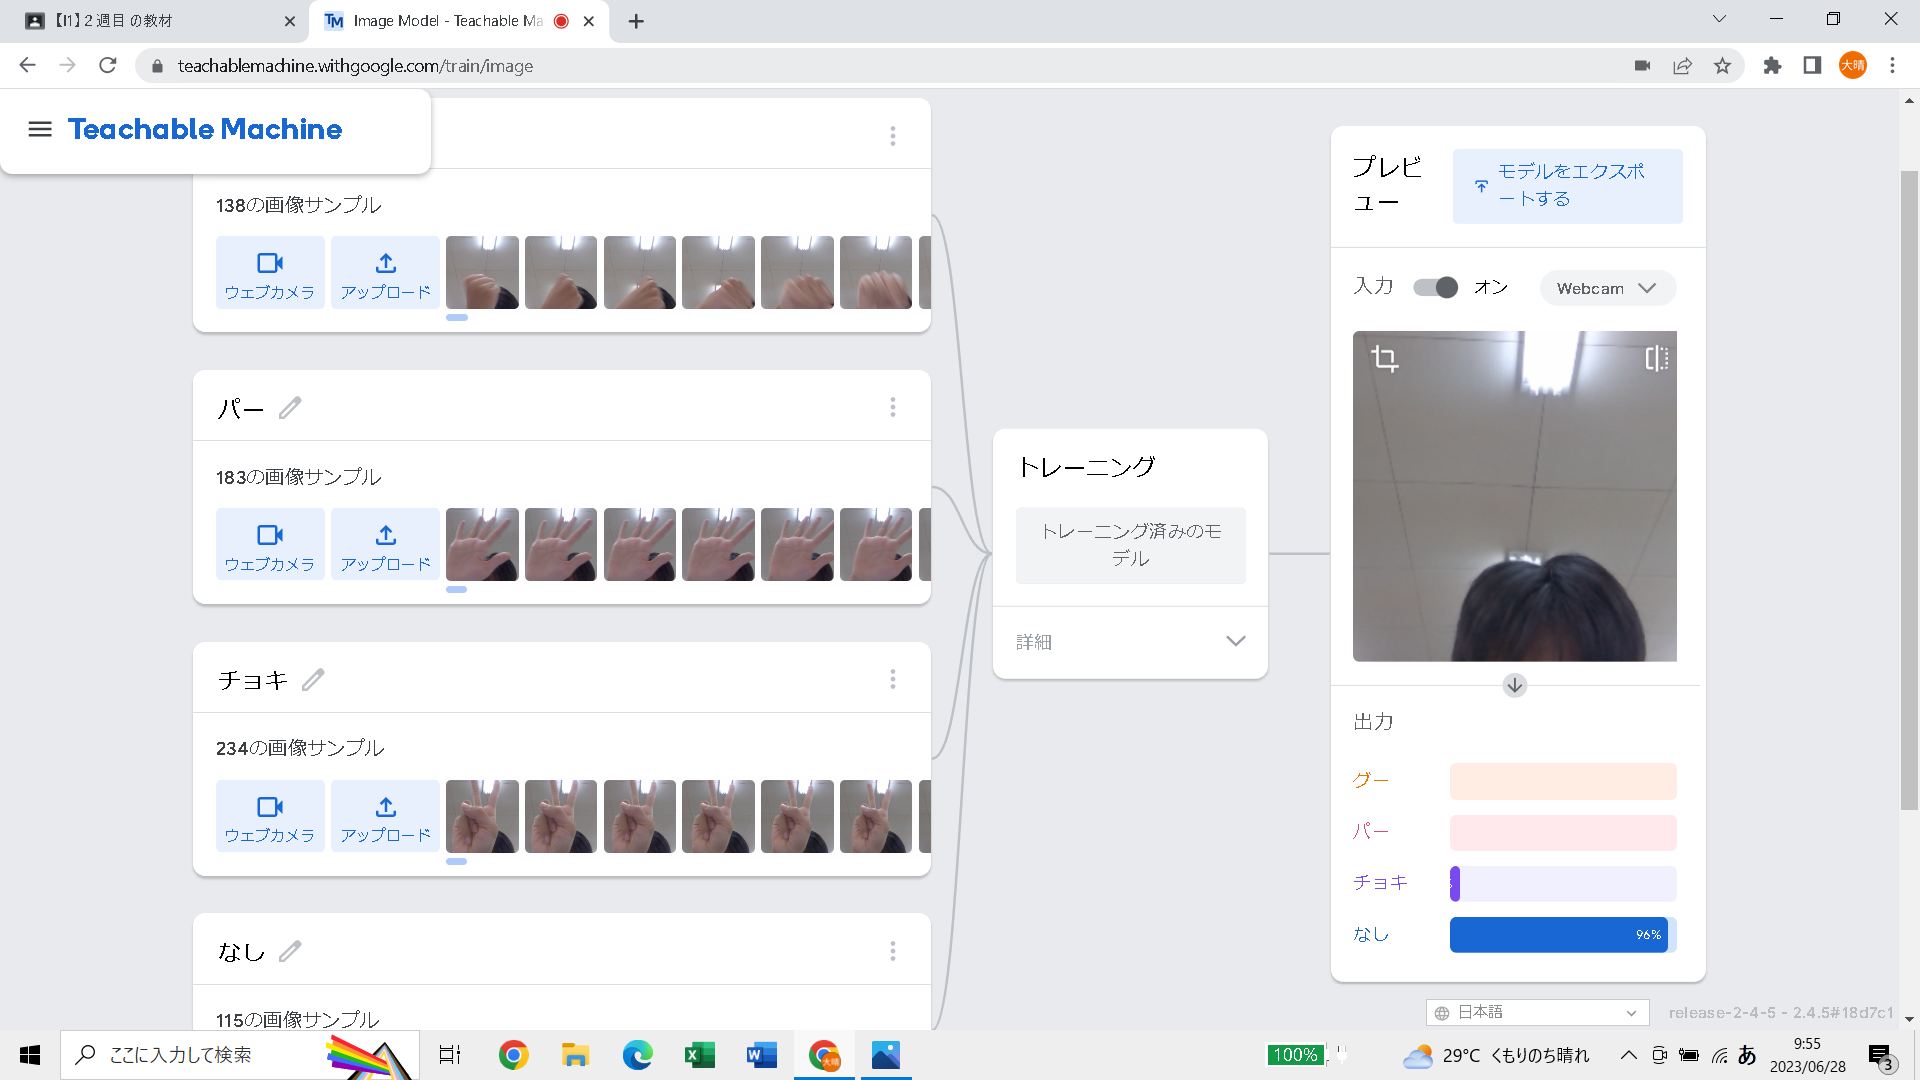 【I1】２週目 の教材
Image Model - Teachable Ma
teachablemachine.withgoogle.com/train/image
大晴
Teachable Machine
138の画像サンプル
ウェブカメラ
アップロード
パー
183の画像サンプル
ウェブカメラ
アップロード
チョキ
234の画像サンプル
ウェブカメラ
アップロード
なし
115の画像サンプル
トレーニング
トレーニング済みのモ
デル
詳細
プレビ
ュー
モデルをエクスポ
ートする
入力
オン
Webcam
出力
グー
パー
チョキ
なし
96%
日本語
release-2-4-5 - 2.4.5#18d7c1
ここに入力して検索
大晴
100%
29°C くもりのち晴れ
あ
9:55
2023/06/28
3